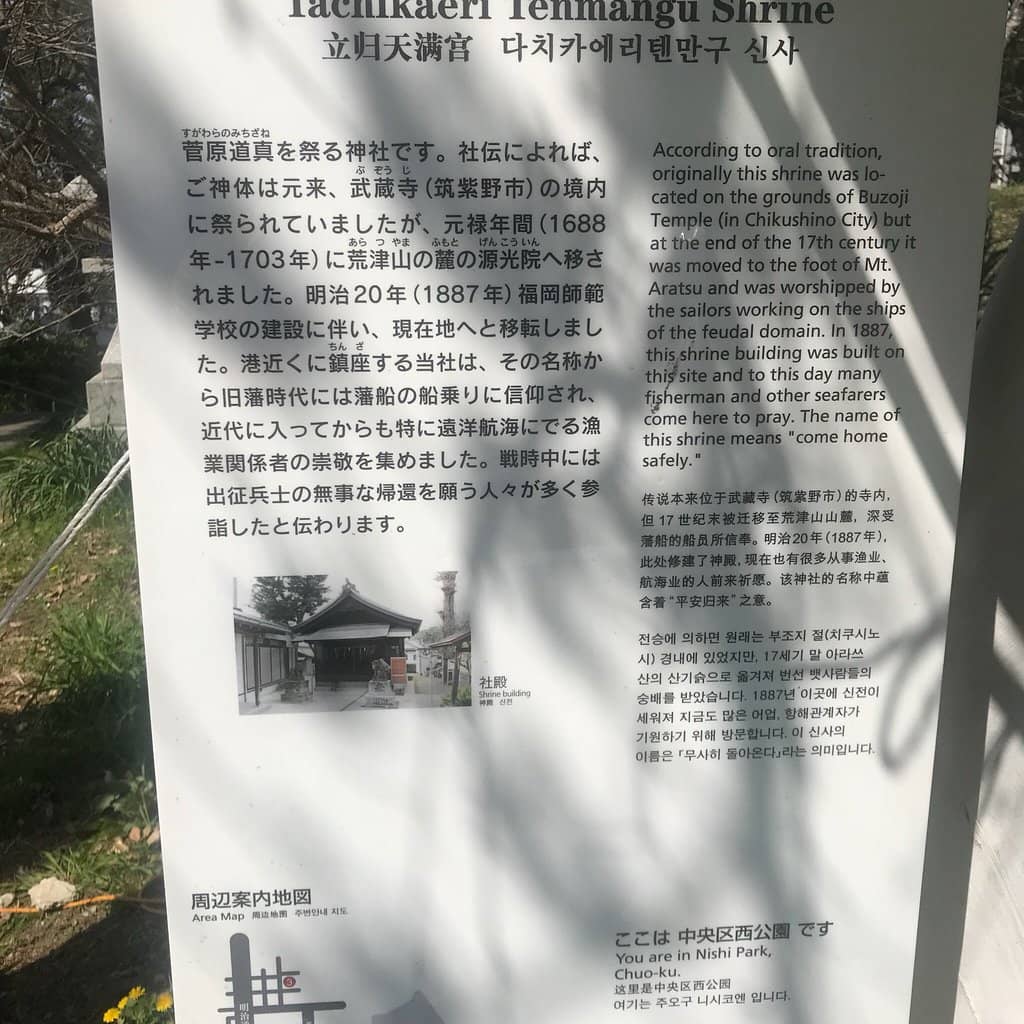 Tachikaeri Tenmangu Shrine
立归天满宫 다치카에리텐만구 신사
すがわらのみちざね
菅原道真を祭る神社です。社伝によれば、
ぶ ぞう じ
ご神体は元来、武蔵寺(筑紫野市)の境内
に祭られていましたが、元禄年間(1688
あら つ やま ふもと げんこういん
年-1703年)に荒津山の麓の源光院へ移さ
れました。明治20年(1887年)福岡師範
学校の建設に伴い、現在地へと移転しまし
ちん ざ
た。港近くに鎮座する当社は、その名称か
ら旧藩時代には藩船の船乗りに信仰され、
近代に入ってからも特に遠洋航海にでる漁
業関係者の崇敬を集めました。戦時中には
出征兵士の無事な帰還を願う人々が多く参
詣したと伝わります。
According to oral tradition,
originally this shrine was lo-
cated on the grounds of Buzoji
Temple (in Chikushino City) but
at the end of the 17th century it
was moved to the foot of Mt.
Aratsu and was worshipped by
the sailors working on the ships
of the feudal domain. In 1887,
this shrine building was built on
this site and to this day many
fisherman and other seafarers
come here to pray. The name of
this shrine means "come home
safely."
传说本来位于武藏寺(筑紫野市)的寺内,
但17世纪末被迁移至荒津山山麓,深受
藩船的船员所信奉。明治20年(1887年),
此处修建了神殿,现在也有很多从事渔业、
航海业的人前来祈愿。该神社的名称中蕴
含着“平安归来”之意。
전승에 의하면 원래는 부조지 절(치쿠시노
시) 경내에 있었지만, 17세기 말 아라쓰
산의 산기슭으로 옮겨져 번선 뱃사람들의
숭배를 받았습니다. 1887년 이곳에 신전이
세워져 지금도 많은 어업, 항해관계자가
기원하기 위해 방문합니다. 이 신사의
이름은 「무사히 돌아온다」라는 의미입니다.
社殿
Shrine building
神殿 신전
周辺案内地図
Area Map 周边地图 주변안내 지도
3
明治通
ここは 中央区西公園 です
You are in Nishi Park,
Chuo-ku.
这里是中央区西公园
여기는 주오구 니시코엔 입니다.